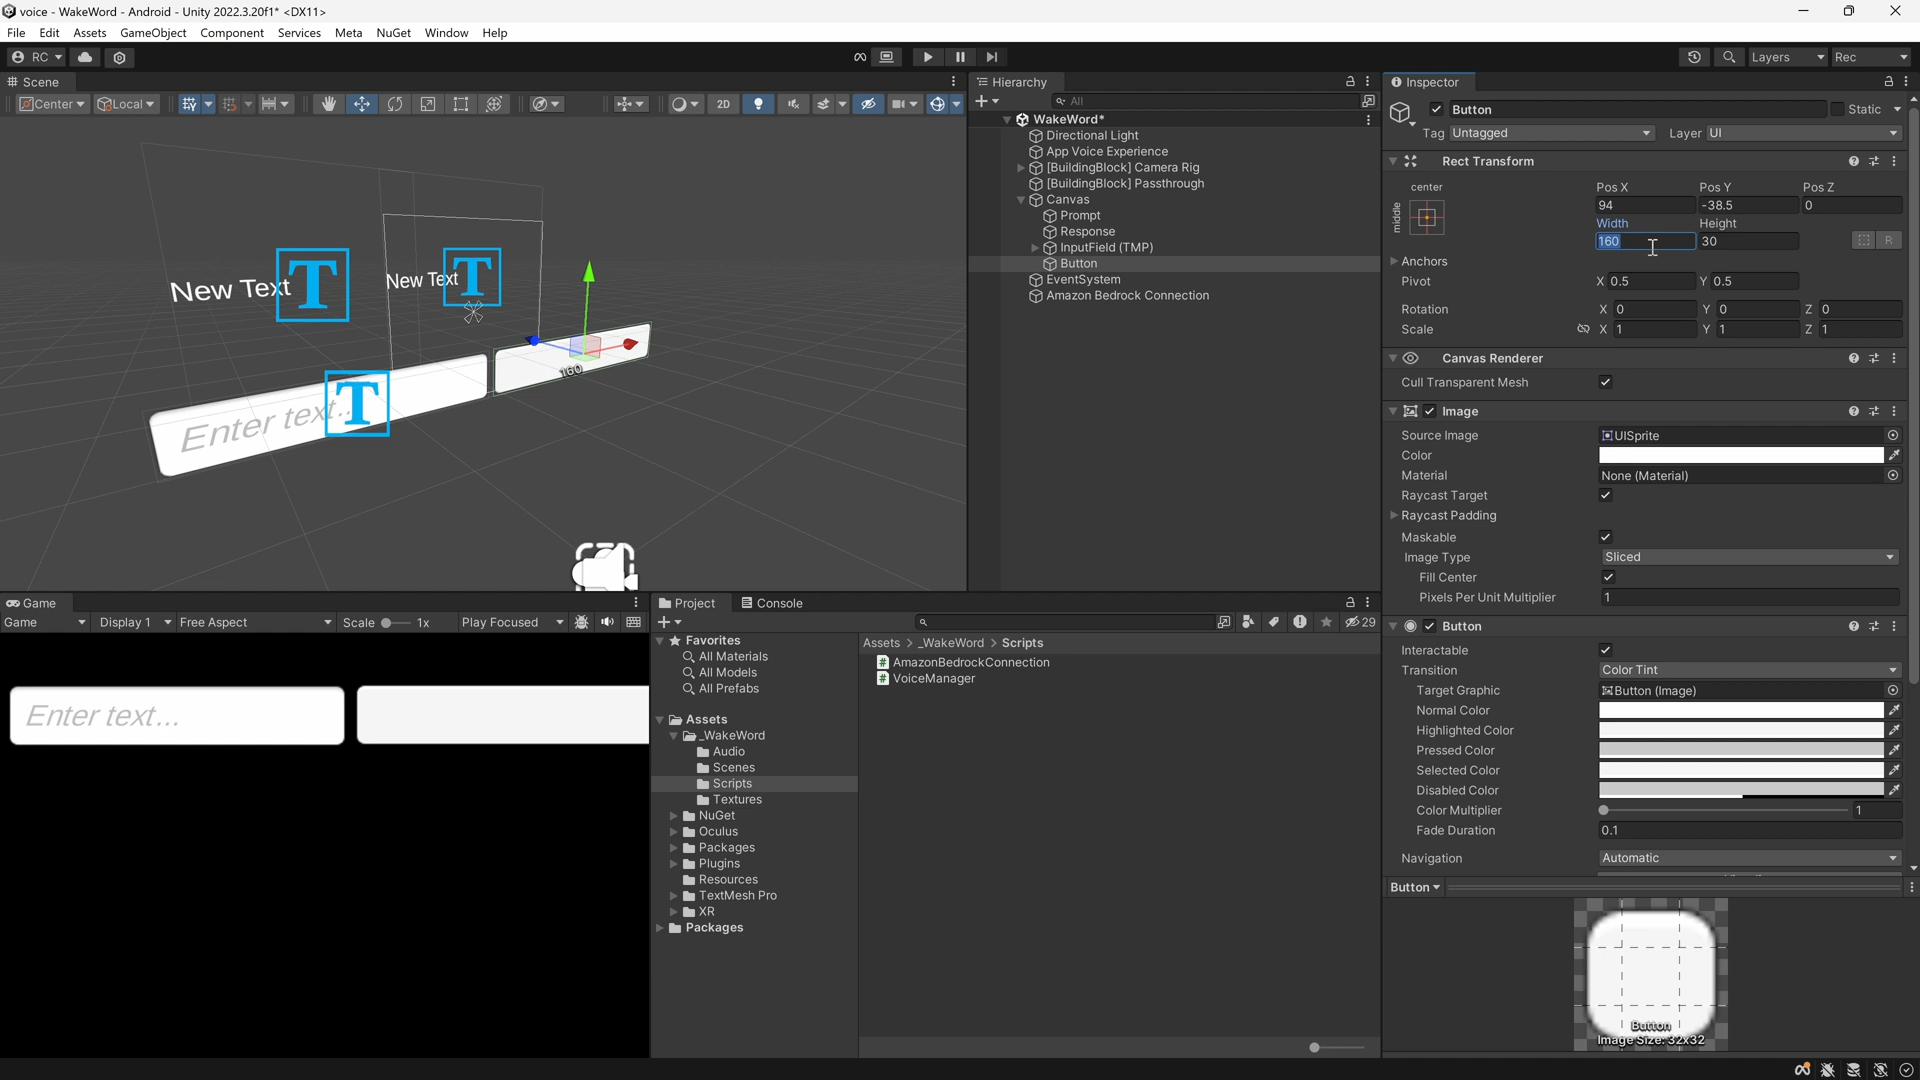 voice - WakeWord - Android - Unity 2022.3.20f1* <DX11>
File Edit Assets GameObject Component Services Meta NuGet Window Help
RC
Layers Rec
Scene
Center Local 2D
New Text T New Text T
160
Enter text... T
Hierarchy
All
WakeWord*
Directional Light
App Voice Experience
[BuildingBlock] Camera Rig
[BuildingBlock] Passthrough
Canvas
Prompt
Response
InputField (TMP)
Button
EventSystem
Amazon Bedrock Connection
Inspector
Button Static
Tag Untagged Layer UI
Rect Transform
center Pos X Pos Y Pos Z
middle 94 -38.5 0
Width Height
160 30 R
Anchors
Pivot X 0.5 Y 0.5
Rotation X 0 Y 0 Z 0
Scale X 1 Y 1 Z 1
Canvas Renderer
Cull Transparent Mesh
Image
Source Image UISprite
Color
Material None (Material)
Raycast Target
Raycast Padding
Maskable
Image Type Sliced
Fill Center
Pixels Per Unit Multiplier 1
Button
Interactable
Transition Color Tint
Target Graphic Button (Image)
Normal Color
Highlighted Color
Pressed Color
Selected Color
Disabled Color
Color Multiplier 1
Fade Duration 0.1
Navigation Automatic
Button
Button
Image Size: 32x32
Game
Game Display 1 Free Aspect Scale 1x Play Focused
Enter text...
Project Console
29
Favorites
All Materials
All Models
All Prefabs
Assets
_WakeWord
Audio
Scenes
Scripts
Textures
NuGet
Oculus
Packages
Plugins
Resources
TextMesh Pro
XR
Packages
Assets > _WakeWord > Scripts
AmazonBedrockConnection
VoiceManager